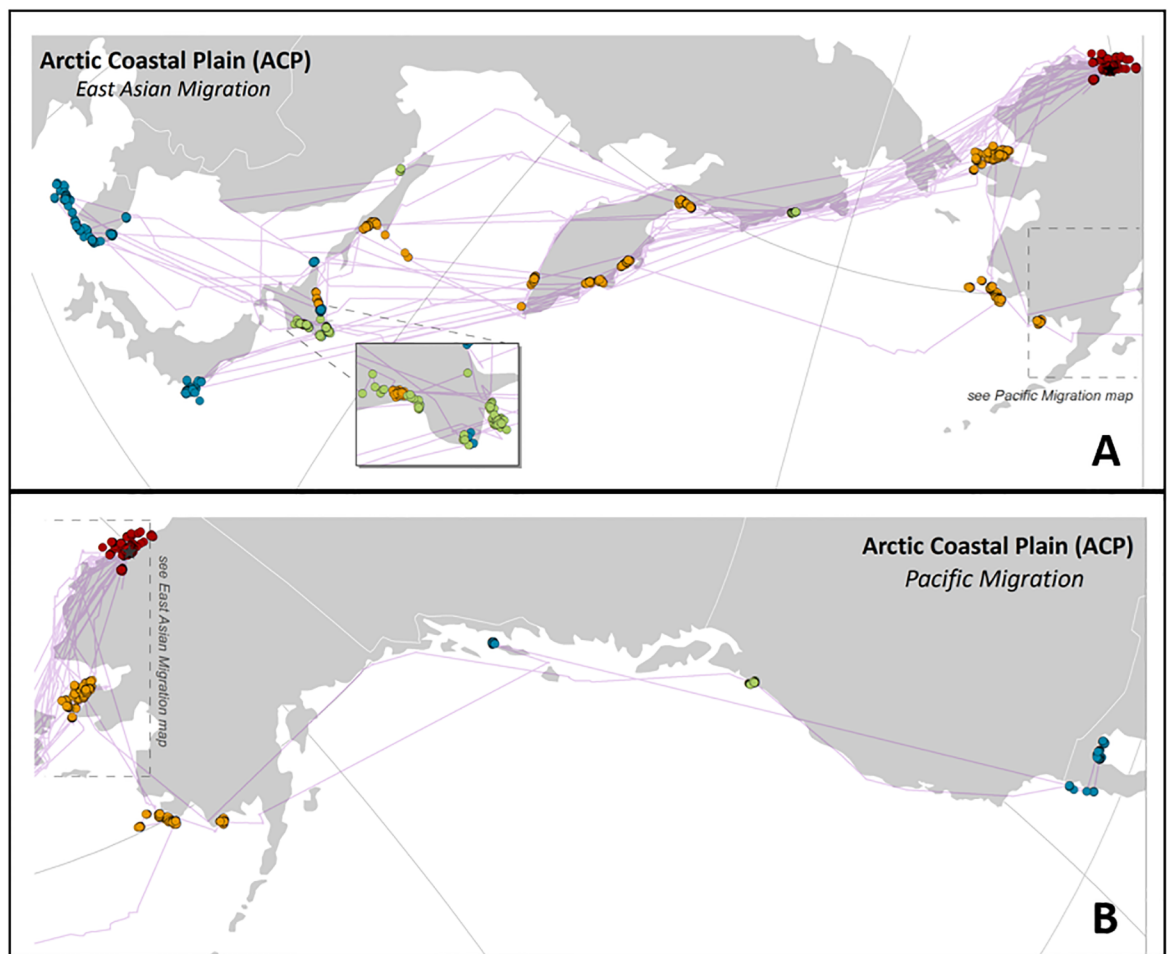 Arctic Coastal Plain (ACP)
East Asian Migration
see Pacific Migration map
A
Arctic Coastal Plain (ACP)
Pacific Migration
see East Asian Migration map
B